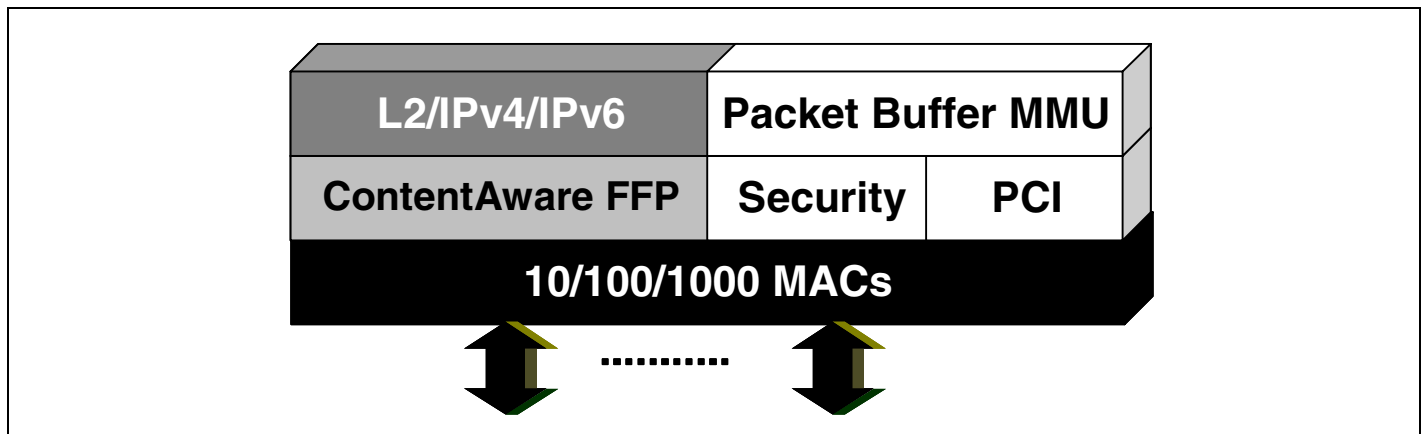 L2/IPv4/IPv6
Packet Buffer MMU
ContentAware FFP
Security
PCI
10/100/1000 MACs